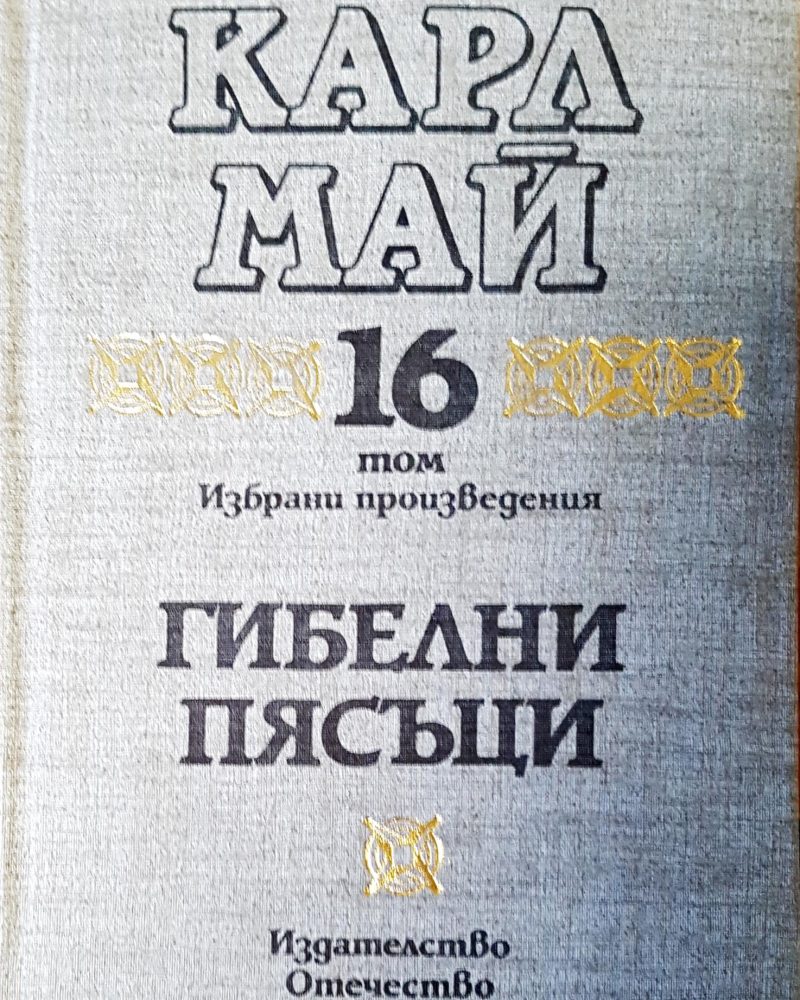 КАРЛ
МАЙ
16
том
Избрани произведения
ГИБЕЛНИ
ПЯСЪЦИ
Издателство
Отечество